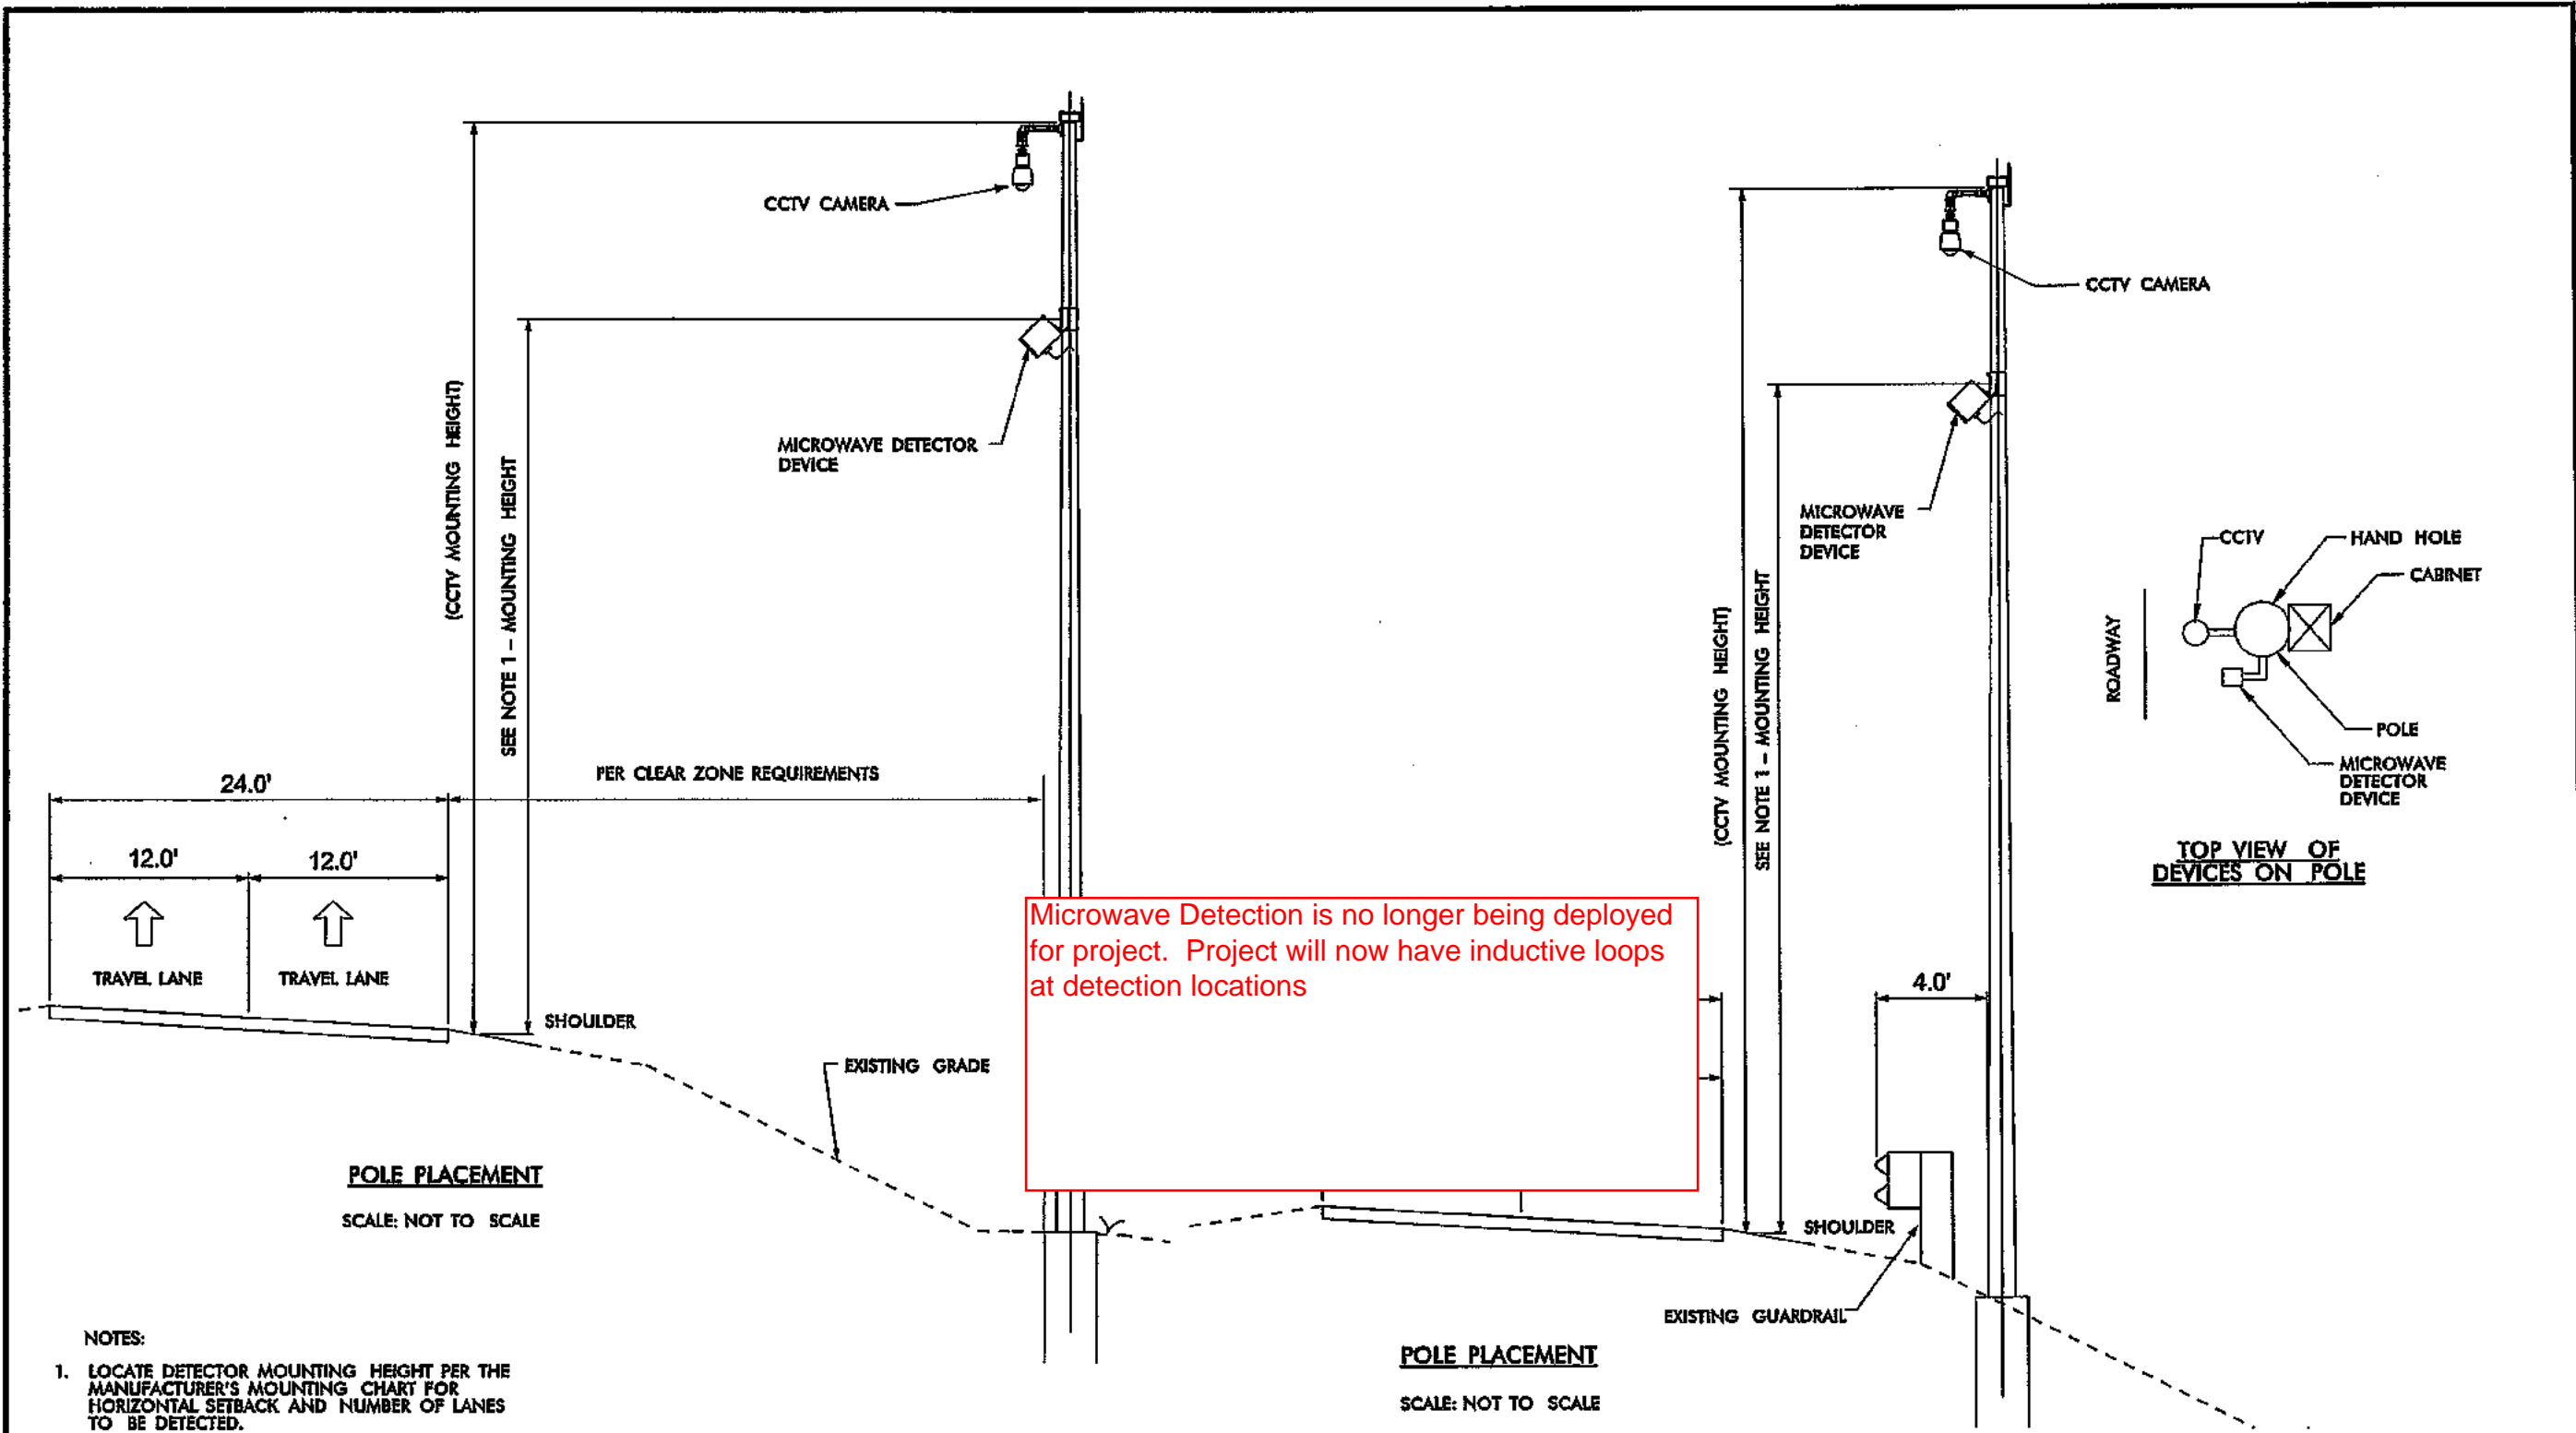 CCTV CAMERA
MICROWAVE DETECTOR
DEVICE
(CCTV MOUNTING HEIGHT)
SEE NOTE 1 - MOUNTING HEIGHT
PER CLEAR ZONE REQUIREMENTS
24.0'
12.0'
12.0'
TRAVEL LANE
TRAVEL LANE
SHOULDER
EXISTING GRADE
POLE PLACEMENT
SCALE: NOT TO SCALE
NOTES:
1. LOCATE DETECTOR MOUNTING HEIGHT PER THE
MANUFACTURER'S MOUNTING CHART FOR
HORIZONTAL SETBACK AND NUMBER OF LANES
TO BE DETECTED.
Microwave Detection is no longer being deployed
for project. Project will now have inductive loops
at detection locations
CCTV CAMERA
MICROWAVE
DETECTOR
DEVICE
(CCTV MOUNTING HEIGHT)
SEE NOTE 1 - MOUNTING HEIGHT
4.0'
SHOULDER
EXISTING GUARDRAIL
POLE PLACEMENT
SCALE: NOT TO SCALE
CCTV
HAND HOLE
CABINET
ROADWAY
POLE
MICROWAVE
DETECTOR
DEVICE
TOP VIEW OF
DEVICES ON POLE